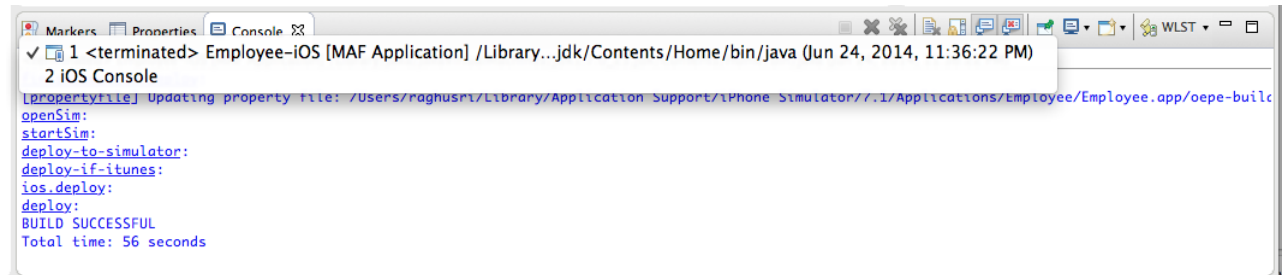 Markers Properties Console WLST
✓ 1 <terminated> Employee-iOS [MAF Application] /Library...jdk/Contents/Home/bin/java (Jun 24, 2014, 11:36:22 PM)
2 iOS Console
[propertyfile] Updating property file: /Users/raghusri/Library/Application Support/iPhone Simulator/7.1/Applications/Employee/Employee.app/oepe-build
openSim:
startSim:
deploy-to-simulator:
deploy-if-itunes:
ios.deploy:
deploy:
BUILD SUCCESSFUL
Total time: 56 seconds